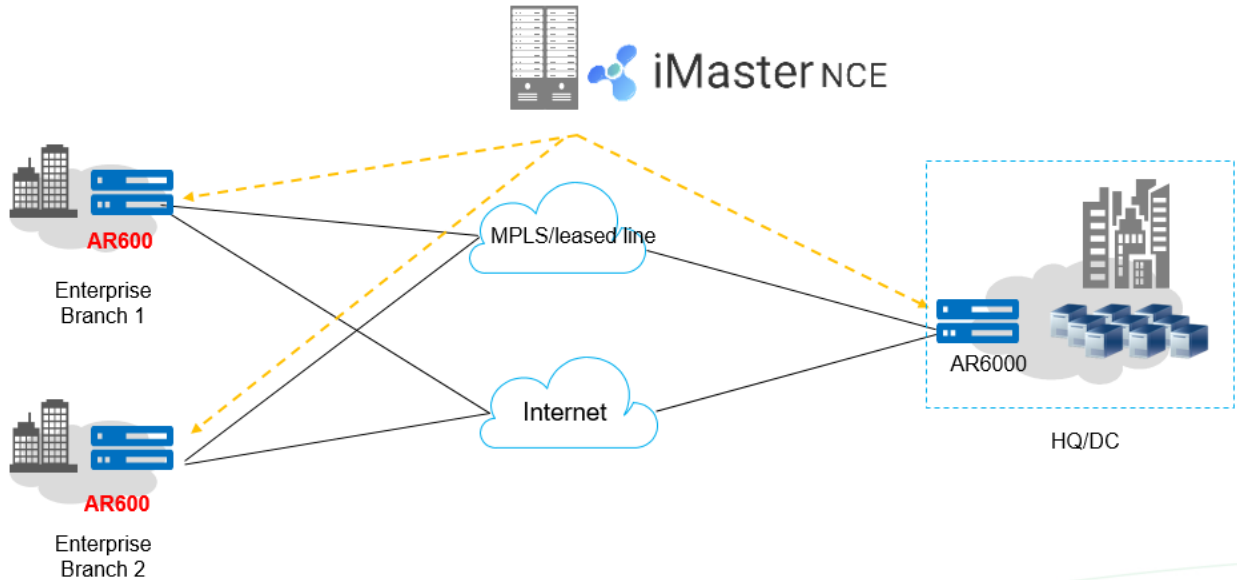 iMaster NCE
AR600
Enterprise
Branch 1
MPLS/leased line
AR6000
Internet
HQ/DC
AR600
Enterprise
Branch 2